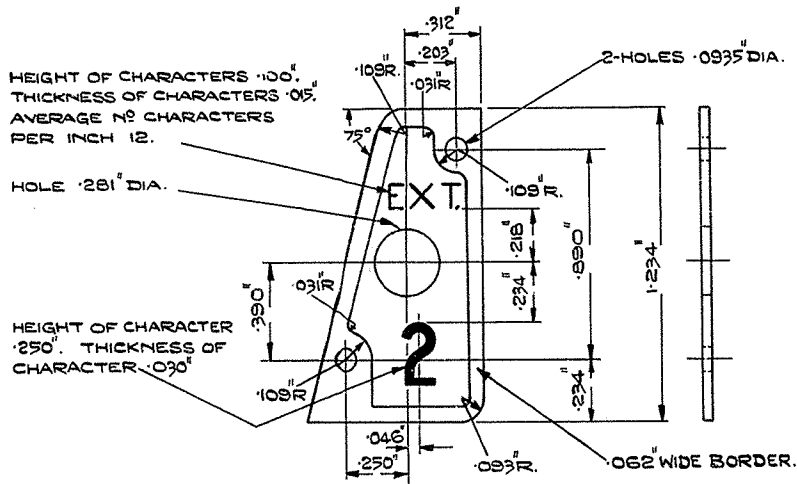 .312"
.203"
.109"R.
.031"R
2-HOLES .0935" DIA.
HEIGHT OF CHARACTERS .100".
THICKNESS OF CHARACTERS .015".
AVERAGE Nº CHARACTERS
PER INCH 12.
75°
HOLE .281" DIA.
.109"R.
EXT.
.218"
.890"
1.234"
.390"
.031"R
.234"
HEIGHT OF CHARACTER
.250". THICKNESS OF
CHARACTER .030"
2
.109"R
.234"
.046"
.250"
.093"R.
.062" WIDE BORDER.